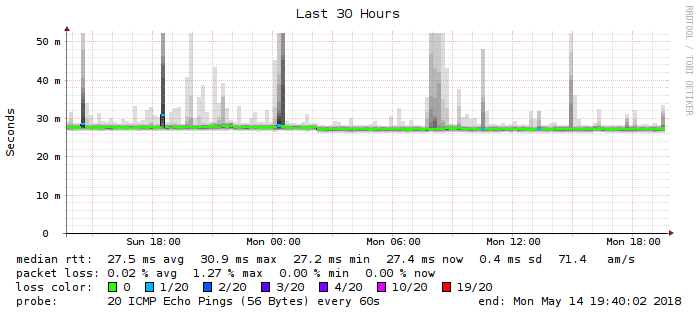 Last 30 Hours
RRDTOOL / TOBI OETIKER
Seconds
50 m
40 m
30 m
20 m
10 m
0
Sun 18:00 Mon 00:00 Mon 06:00 Mon 12:00 Mon 18:00
median rtt: 27.5 ms avg 30.9 ms max 27.2 ms min 27.4 ms now 0.4 ms sd 71.4 am/s
packet loss: 0.02 % avg 1.27 % max 0.00 % min 0.00 % now
loss color: 0 1/20 2/20 3/20 4/20 10/20 19/20
probe: 20 ICMP Echo Pings (56 Bytes) every 60s end: Mon May 14 19:40:02 2018